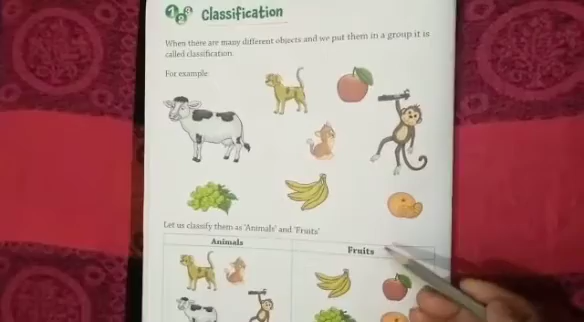 Classification
When there are many different objects and we put them in a group it is
called classification.
For example
Let us classify them as 'Animals' and 'Fruits'
Animals
Fruits